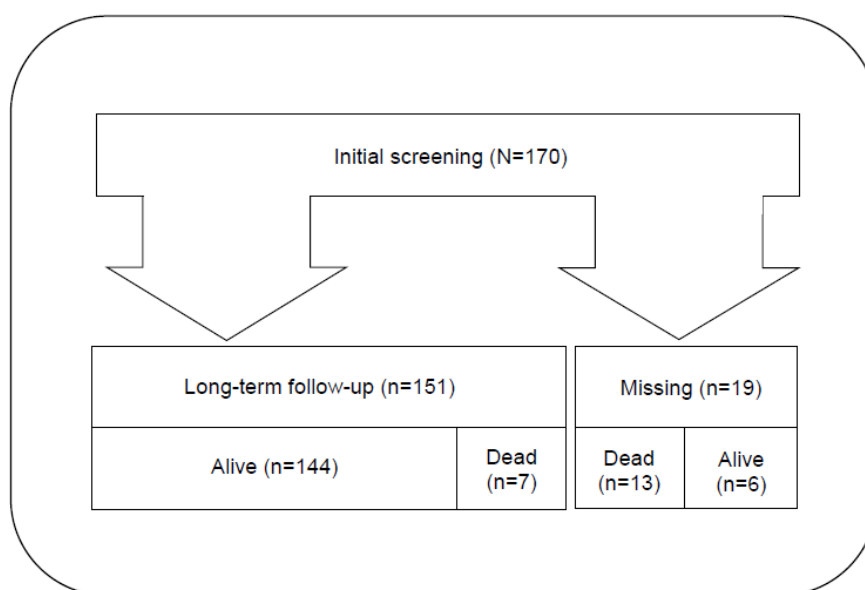 Initial screening (N=170)
Long-term follow-up (n=151)
Missing (n=19)
Alive (n=144)
Dead
(n=7)
Dead
(n=13)
Alive
(n=6)